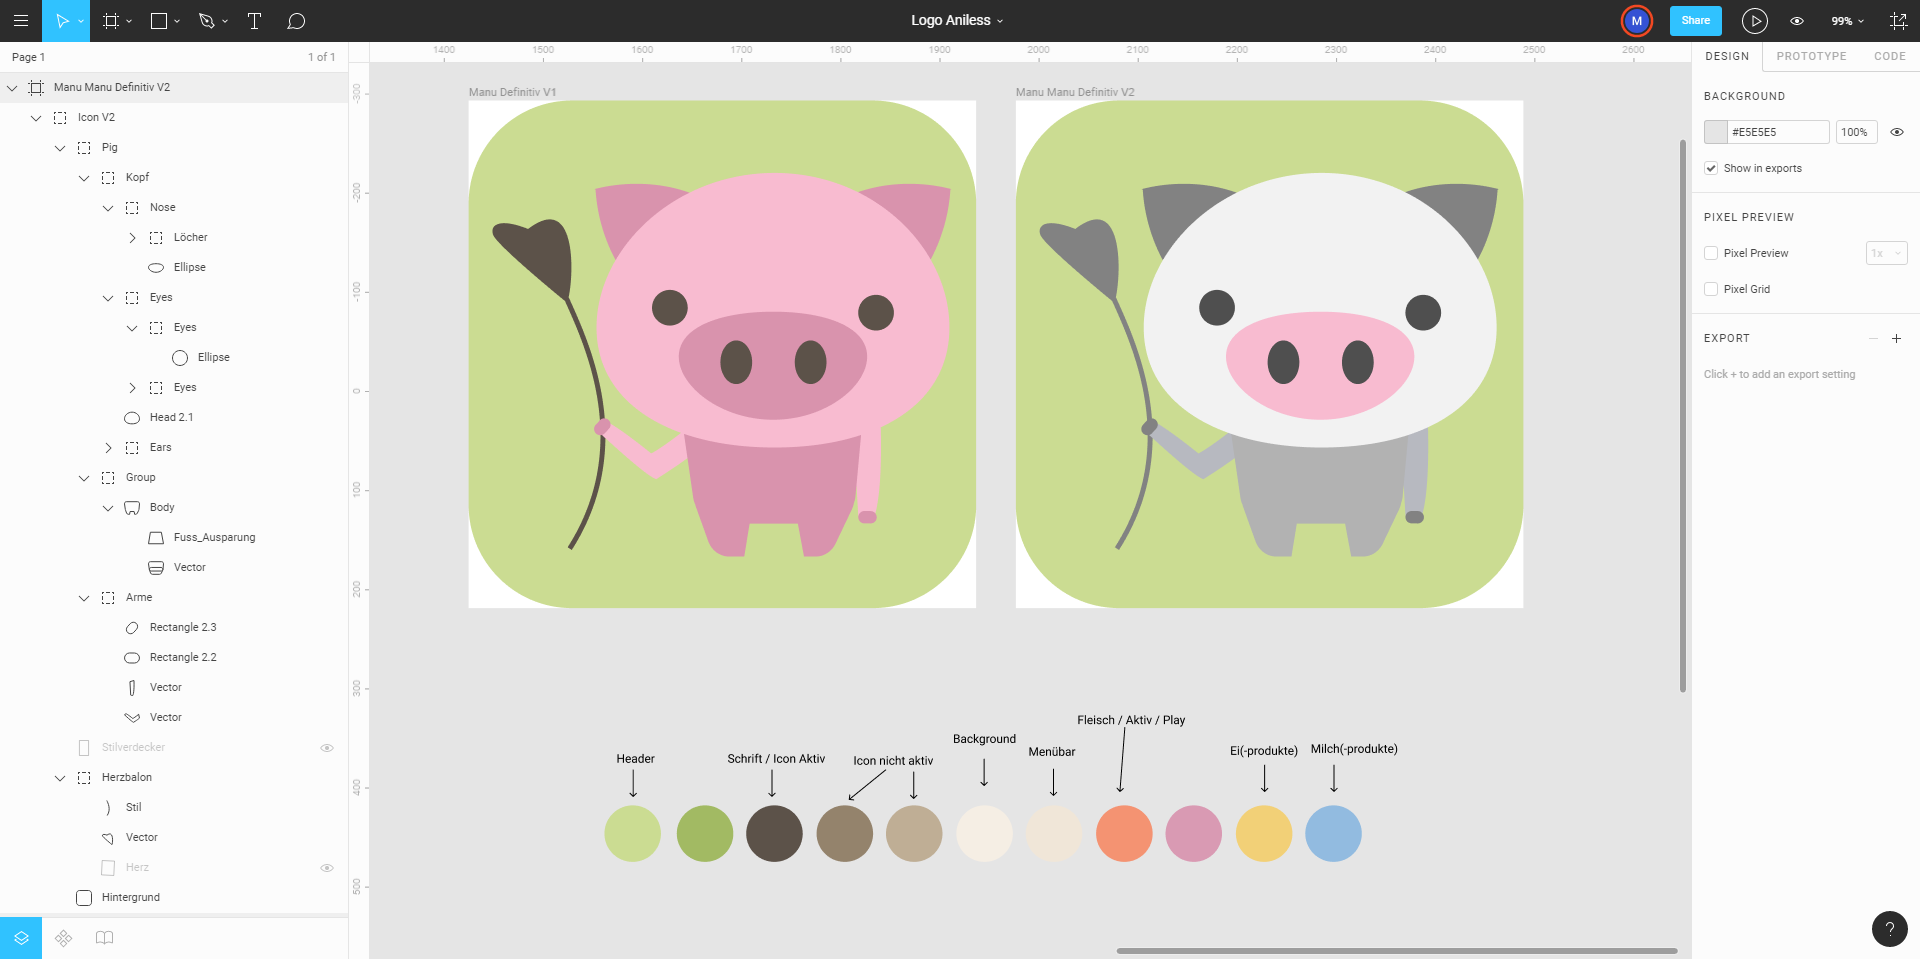 Logo Aniless
M
Share
99%
Page 1
1 of 1
Manu Manu Definitiv V2
Icon V2
Pig
Kopf
Nose
Löcher
Ellipse
Eyes
Eyes
Ellipse
Eyes
Head 2.1
Ears
Group
Body
Fuss_Ausparung
Vector
Arme
Rectangle 2.3
Rectangle 2.2
Vector
Vector
Stilverdecker
Herzbalon
Stil
Vector
Herz
Hintergrund
1400 1500 1600 1700 1800 1900 2000 2100 2200 2300 2400 2500 2600
-300
-200
-100
0
100
200
300
400
500
Manu Definitiv V1
Manu Manu Definitiv V2
Fleisch / Aktiv / Play
Background
Header
Schrift / Icon Aktiv
Icon nicht aktiv
Menübar
Ei(-produkte)
Milch(-produkte)
DESIGN PROTOTYPE CODE
BACKGROUND
#E5E5E5 100%
Show in exports
PIXEL PREVIEW
Pixel Preview 1x
Pixel Grid
EXPORT
Click + to add an export setting
?